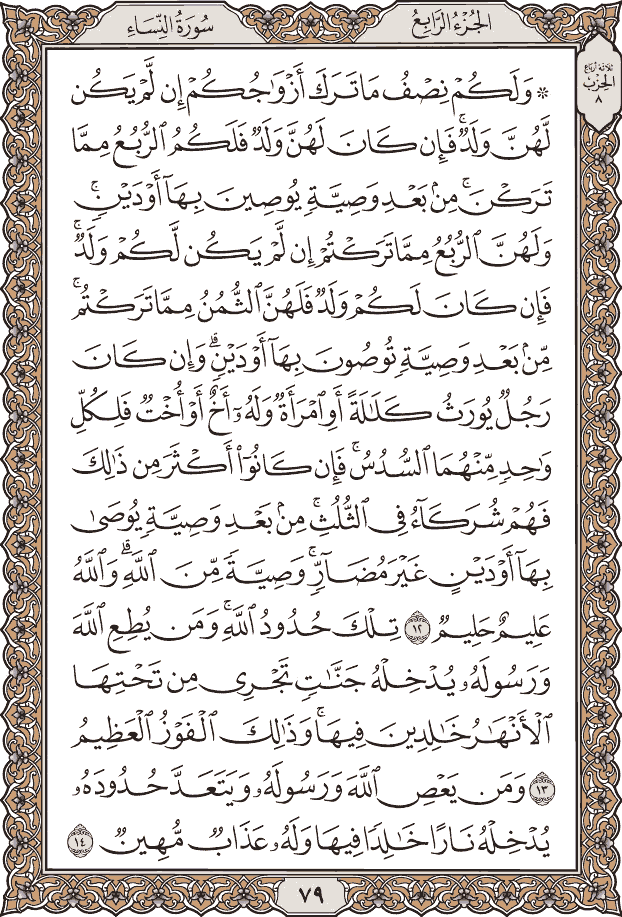 الجُزْءُ الرَّابِعُ
سُورَةُ النِّسَاءِ
ثلاثة أرباع
الحزب
٨
۞ وَلَكُمْ نِصْفُ مَا تَرَكَ أَزْوَٰجُكُمْ إِن لَّمْ يَكُن
لَّهُنَّ وَلَدٌۚ فَإِن كَانَ لَهُنَّ وَلَدٌ فَلَكُمُ ٱلرُّبُعُ مِمَّا
تَرَكْنَۚ مِنۢ بَعْدِ وَصِيَّةٍ يُوصِينَ بِهَآ أَوْ دَيْنٍۚ
وَلَهُنَّ ٱلرُّبُعُ مِمَّا تَرَكْتُمْ إِن لَّمْ يَكُن لَّكُمْ وَلَدٌۚ
فَإِن كَانَ لَكُمْ وَلَدٌ فَلَهُنَّ ٱلثُّمُنُ مِمَّا تَرَكْتُمۚ
مِّنۢ بَعْدِ وَصِيَّةٍ تُوصُونَ بِهَآ أَوْ دَيْنٍۗ وَإِن كَانَ
رَجُلٌ يُورَثُ كَلَٰلَةً أَوِ ٱمْرَأَةٌ وَلَهُۥٓ أَخٌ أَوْ أُخْتٌ فَلِكُلِّ
وَٰحِدٍ مِّنْهُمَا ٱلسُّدُسُۚ فَإِن كَانُوٓا۟ أَكْثَرَ مِن ذَٰلِكَ
فَهُمْ شُرَكَآءُ فِى ٱلثُّلُثِۚ مِنۢ بَعْدِ وَصِيَّةٍ يُوصَىٰ
بِهَآ أَوْ دَيْنٍ غَيْرَ مُضَآرٍّۚ وَصِيَّةً مِّنَ ٱللَّهِۗ وَٱللَّهُ
عَلِيمٌ حَلِيمٌ ١٢ تِلْكَ حُدُودُ ٱللَّهِۚ وَمَن يُطِعِ ٱللَّهَ
وَرَسُولَهُۥ يُدْخِلْهُ جَنَّٰتٍ تَجْرِى مِن تَحْتِهَا
ٱلْأَنْهَٰرُ خَٰلِدِينَ فِيهَاۚ وَذَٰلِكَ ٱلْفَوْزُ ٱلْعَظِيمُ
١٣ وَمَن يَعْصِ ٱللَّهَ وَرَسُولَهُۥ وَيَتَعَدَّ حُدُودَهُۥ
يُدْخِلْهُ نَارًا خَٰلِدًا فِيهَا وَلَهُۥ عَذَابٌ مُّهِينٌ ١٤
٧٩